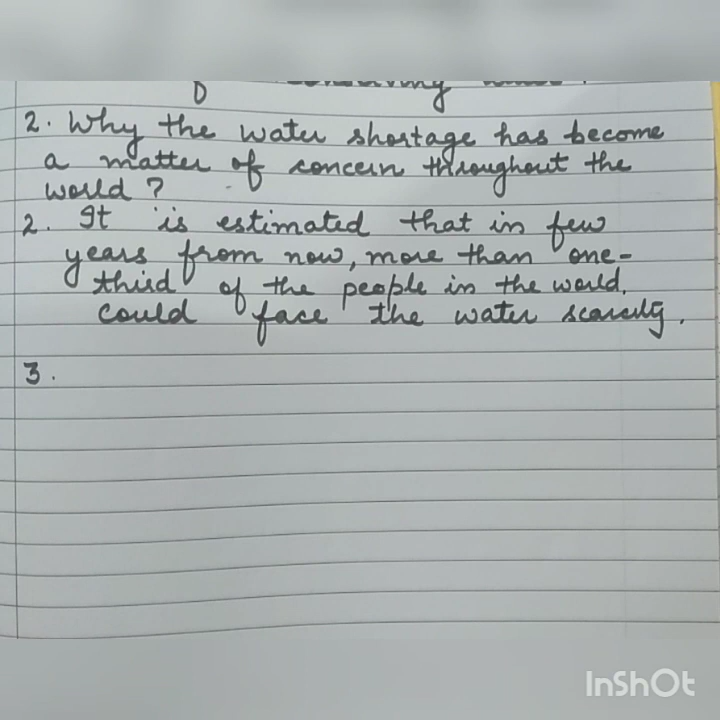 2. Why the water shortage has become
a matter of concern throughout the
world ?
2. It is estimated that in few
years from now, more than one-
third of the people in the world.
could face the water scarcity.
3.
InShOt